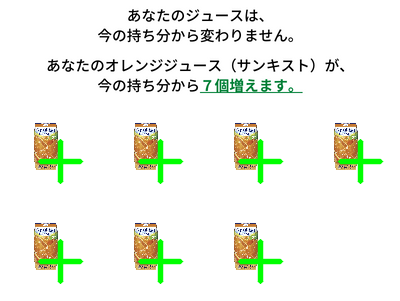 あなたのジュースは、
今の持ち分から変わりません。
あなたのオレンジジュース（サンキスト）が、
今の持ち分から７個増えます。